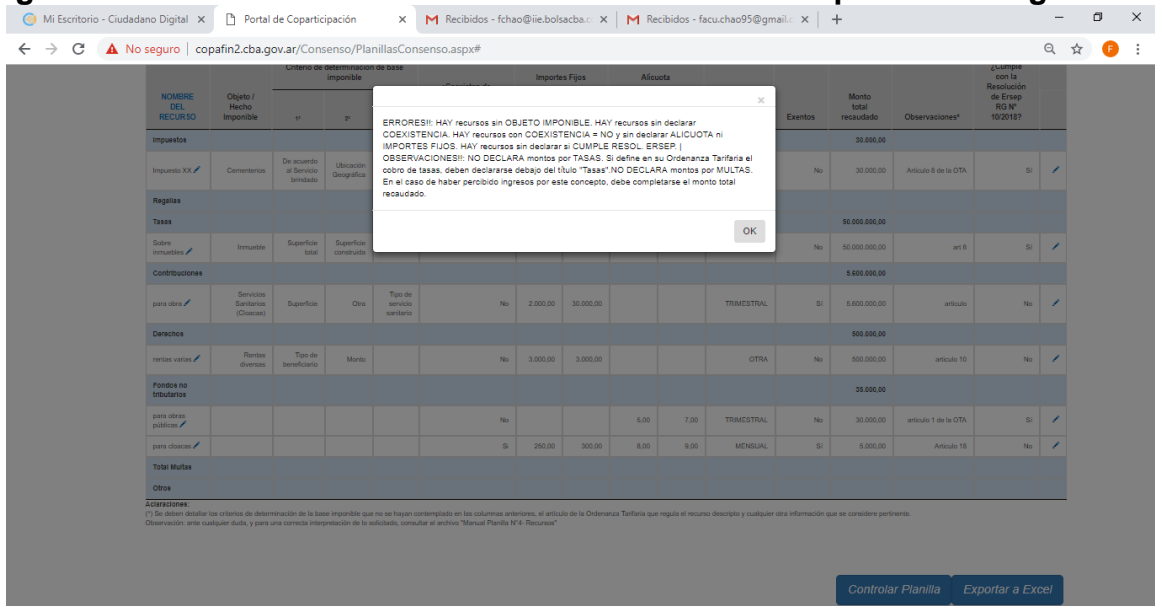 Mi Escritorio - Ciudadano Digital
Portal de Coparticipación
Recibidos - fchao@iie.bolsacba.c
Recibidos - facu.chao95@gmail.c
No seguro | copafin2.cba.gov.ar/Consenso/PlanillasConsenso.aspx#
F
Criterio de determinación de base imponible
Importes Fijos
Alícuota
NOMBRE DEL RECURSO
Objeto / Hecho Imponible
1º
2º
Exentos
Monto total recaudado
Observaciones*
¿Cumple con la Resolución de Ersep RG Nº 10/2018?
×
ERRORES!!: HAY recursos sin OBJETO IMPONIBLE. HAY recursos sin declarar
COEXISTENCIA. HAY recursos con COEXISTENCIA = NO y sin declarar ALICUOTA ni
IMPORTES FIJOS. HAY recursos sin declarar si CUMPLE RESOL. ERSEP. |
OBSERVACIONES!!: NO DECLARA montos por TASAS. Si define en su Ordenanza Tarifaria el
cobro de tasas, deben declararse debajo del título "Tasas".NO DECLARA montos por MULTAS.
En el caso de haber percibido ingresos por este concepto, debe completarse el monto total
recaudado.
OK
Impuestos 30.000,00
Impuesto XX Cementerios De acuerdo al Servicio brindado Ubicación Geográfica No 30.000,00 Artículo 8 de la OTA Sí
Regalías
Tasas 50.000.000,00
Sobre inmuebles Inmueble Superficie total Superficie construida No 50.000.000,00 art 8 Sí
Contribuciones 5.600.000,00
para obra Servicios Sanitarios (Cloacas) Superficie Otra Tipo de servicio sanitario No 2.000,00 30.000,00 TRIMESTRAL Sí 5.600.000,00 artículo No
Derechos 500.000,00
rentas varias Rentas diversas Tipo de beneficiario Monto No 3.000,00 3.000,00 OTRA No 500.000,00 artículo 10 No
Fondos no tributarios 35.000,00
para obras públicas No 5,00 7,00 TRIMESTRAL No 30.000,00 artículo 1 de la OTA Sí
para cloacas Si 250,00 300,00 8,00 9,00 MENSUAL Sí 5.000,00 Artículo 18 No
Total Multas
Otros
Aclaraciones:
(*) Se deben detallar los criterios de determinación de la base imponible que no se hayan contemplado en las columnas anteriores, el artículo de la Ordenanza Tarifaria que regula el recurso descripto y cualquier otra información que se considere pertinente.
Observación: ante cualquier duda, y para una correcta interpretación de lo solicitado, consultar el archivo "Manual Planilla Nº4- Recursos"
Controlar Planilla
Exportar a Excel